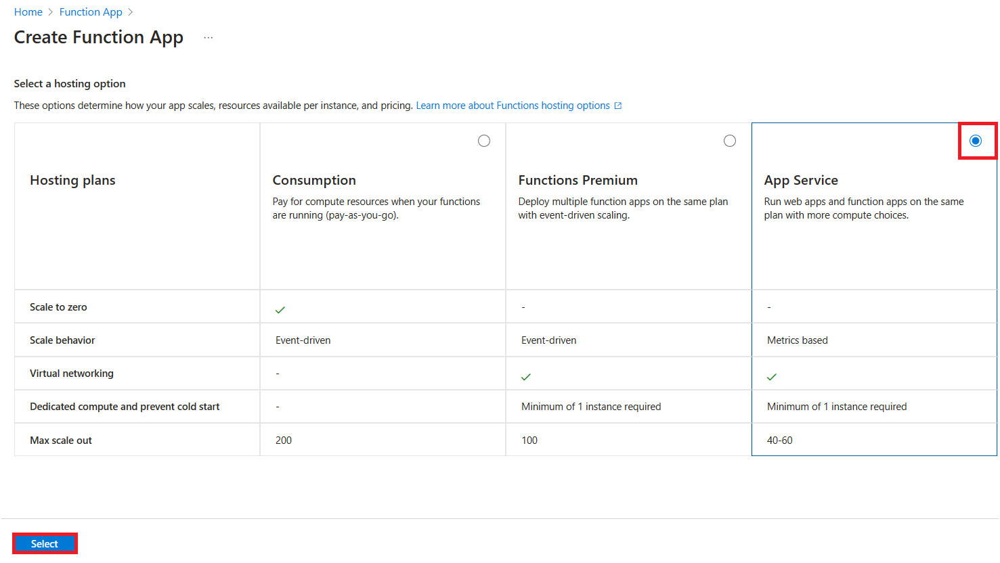 Home > Function App >
Create Function App ...
Select a hosting option
These options determine how your app scales, resources available per instance, and pricing. Learn more about Functions hosting options
Hosting plans
Consumption
Pay for compute resources when your functions
are running (pay-as-you-go).
Functions Premium
Deploy multiple function apps on the same plan
with event-driven scaling.
App Service
Run web apps and function apps on the same
plan with more compute choices.
Scale to zero ✓ - -
Scale behavior Event-driven Event-driven Metrics based
Virtual networking - ✓ ✓
Dedicated compute and prevent cold start - Minimum of 1 instance required Minimum of 1 instance required
Max scale out 200 100 40-60
Select